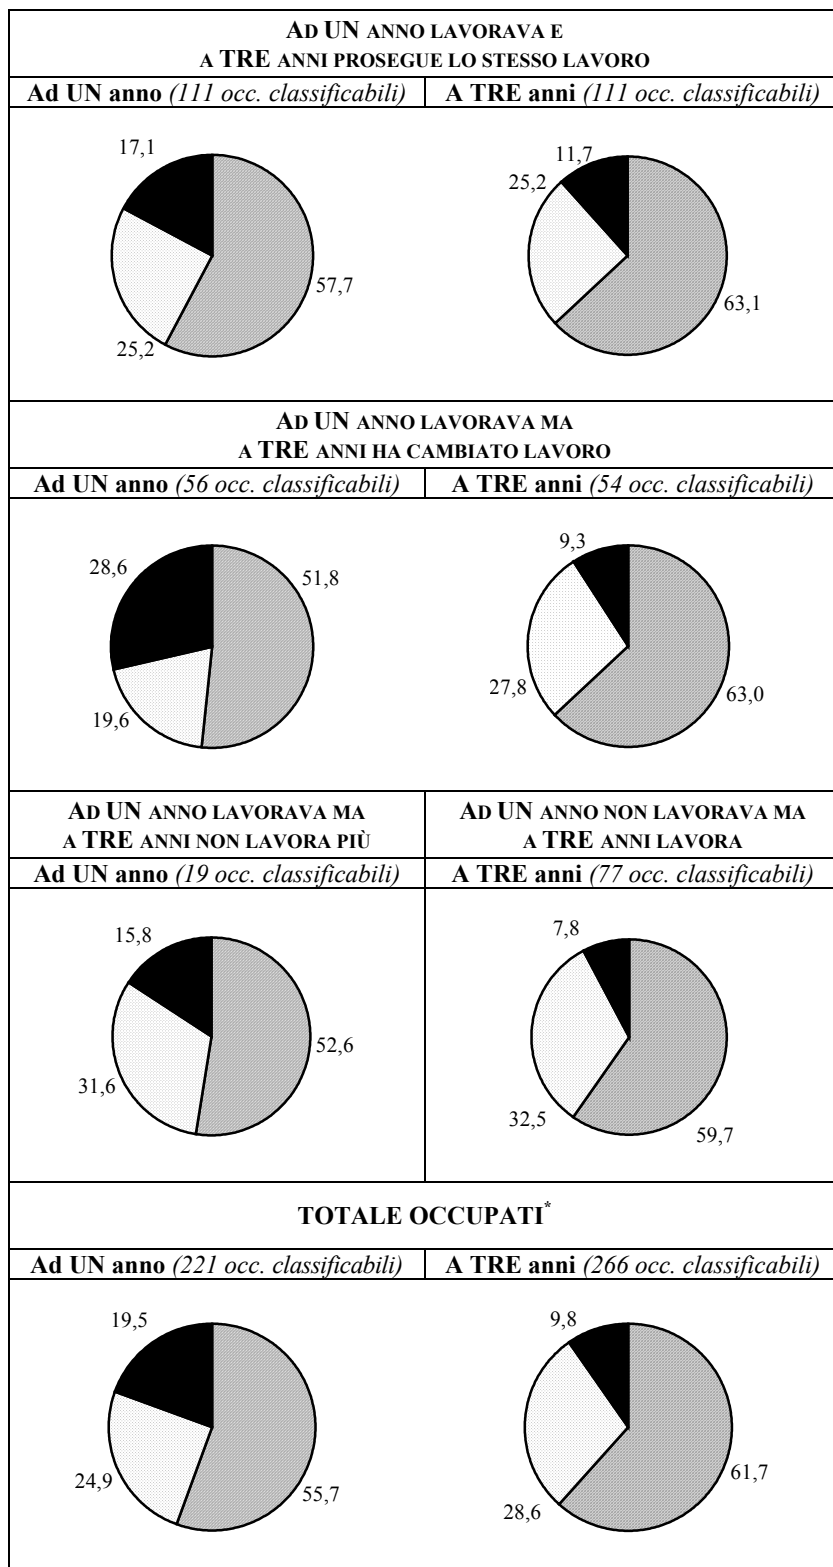 AD UN ANNO LAVORAVA E
A TRE ANNI PROSEGUE LO STESSO LAVORO
Ad UN anno (111 occ. classificabili)
A TRE anni (111 occ. classificabili)
17,1
57,7
25,2
11,7
25,2
63,1
AD UN ANNO LAVORAVA MA
A TRE ANNI HA CAMBIATO LAVORO
Ad UN anno (56 occ. classificabili)
A TRE anni (54 occ. classificabili)
28,6
51,8
19,6
9,3
27,8
63,0
AD UN ANNO LAVORAVA MA
A TRE ANNI NON LAVORA PIÙ
AD UN ANNO NON LAVORAVA MA
A TRE ANNI LAVORA
Ad UN anno (19 occ. classificabili)
A TRE anni (77 occ. classificabili)
15,8
52,6
31,6
7,8
32,5
59,7
TOTALE OCCUPATI*
Ad UN anno (221 occ. classificabili)
A TRE anni (266 occ. classificabili)
19,5
24,9
55,7
9,8
28,6
61,7